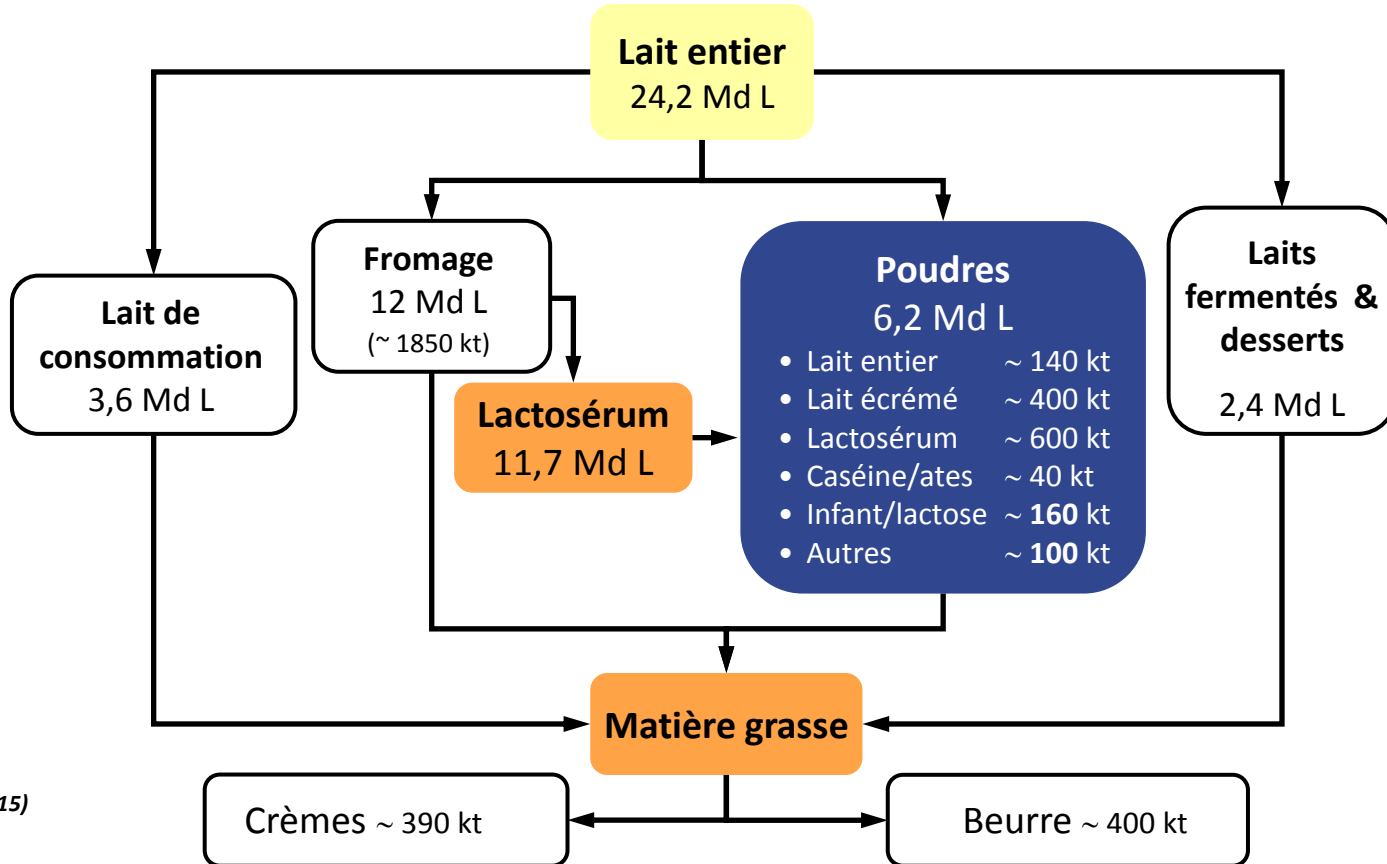 Lait entier
24,2 Md L
Fromage
12 Md L
(~ 1850 kt)
Poudres
6,2 Md L
• Lait entier ~ 140 kt
• Lait écrémé ~ 400 kt
• Lactosérum ~ 600 kt
• Caséine/ates ~ 40 kt
• Infant/lactose ~ 160 kt
• Autres ~ 100 kt
Laits
fermentés &
desserts
2,4 Md L
Lait de
consommation
3,6 Md L
Lactosérum
11,7 Md L
Matière grasse
15)
Crèmes ~ 390 kt
Beurre ~ 400 kt